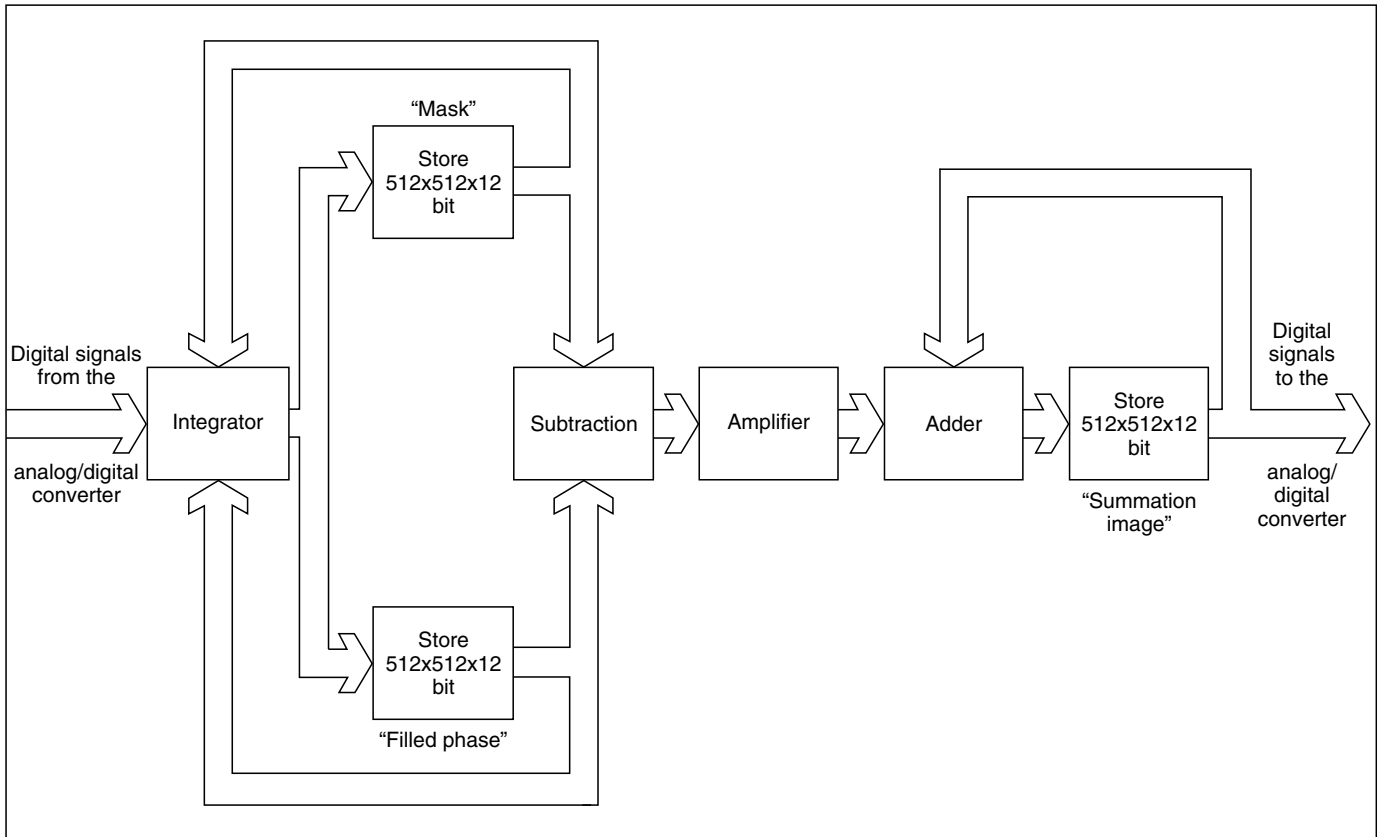 “Mask”
Store
512x512x12
bit
Digital signals
from the
analog/digital
converter
Integrator
Subtraction
Amplifier
Adder
Store
512x512x12
bit
“Summation
image”
Digital
signals
to the
analog/
digital
converter
Store
512x512x12
bit
“Filled phase”